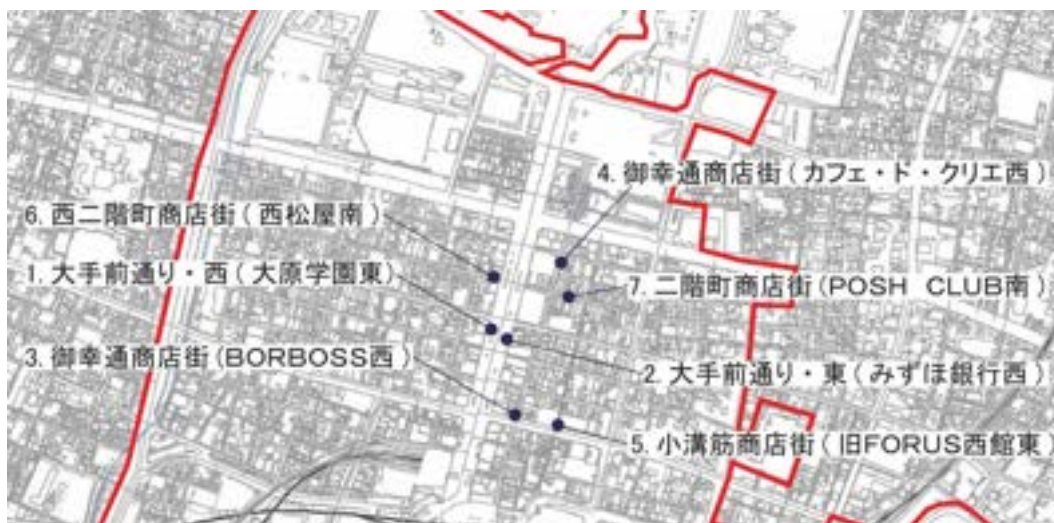 4. 御幸通商店街 ( カフェ・ド・クリエ西 )
6. 西二階町商店街 ( 西松屋南 )
1. 大手前通り・西 ( 大原学園東)
7. 二階町商店街(POSH CLUB南 )
3. 御幸通商店街(BORBOSS西 )
2. 大手前通り・東 ( みずほ銀行西)
5. 小溝筋商店街 ( 旧FORUS西館東 )